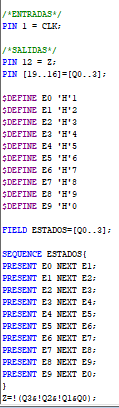 /*ENTRADAS*/
PIN 1 = CLK;
/*SALIDAS*/
PIN 12 = Z;
PIN [19..16]=[Q0..3];
$DEFINE E0 'H'1
$DEFINE E1 'H'2
$DEFINE E2 'H'3
$DEFINE E3 'H'4
$DEFINE E4 'H'5
$DEFINE E5 'H'6
$DEFINE E6 'H'7
$DEFINE E7 'H'8
$DEFINE E8 'H'9
$DEFINE E9 'H'0
FIELD ESTADOS=[Q0..3];
SEQUENCE ESTADOS{
PRESENT E0 NEXT E1;
PRESENT E1 NEXT E2;
PRESENT E2 NEXT E3;
PRESENT E3 NEXT E4;
PRESENT E4 NEXT E5;
PRESENT E5 NEXT E6;
PRESENT E6 NEXT E7;
PRESENT E7 NEXT E8;
PRESENT E8 NEXT E9;
PRESENT E9 NEXT E0;
}
Z=!(Q3&!Q2&!Q1&Q0);